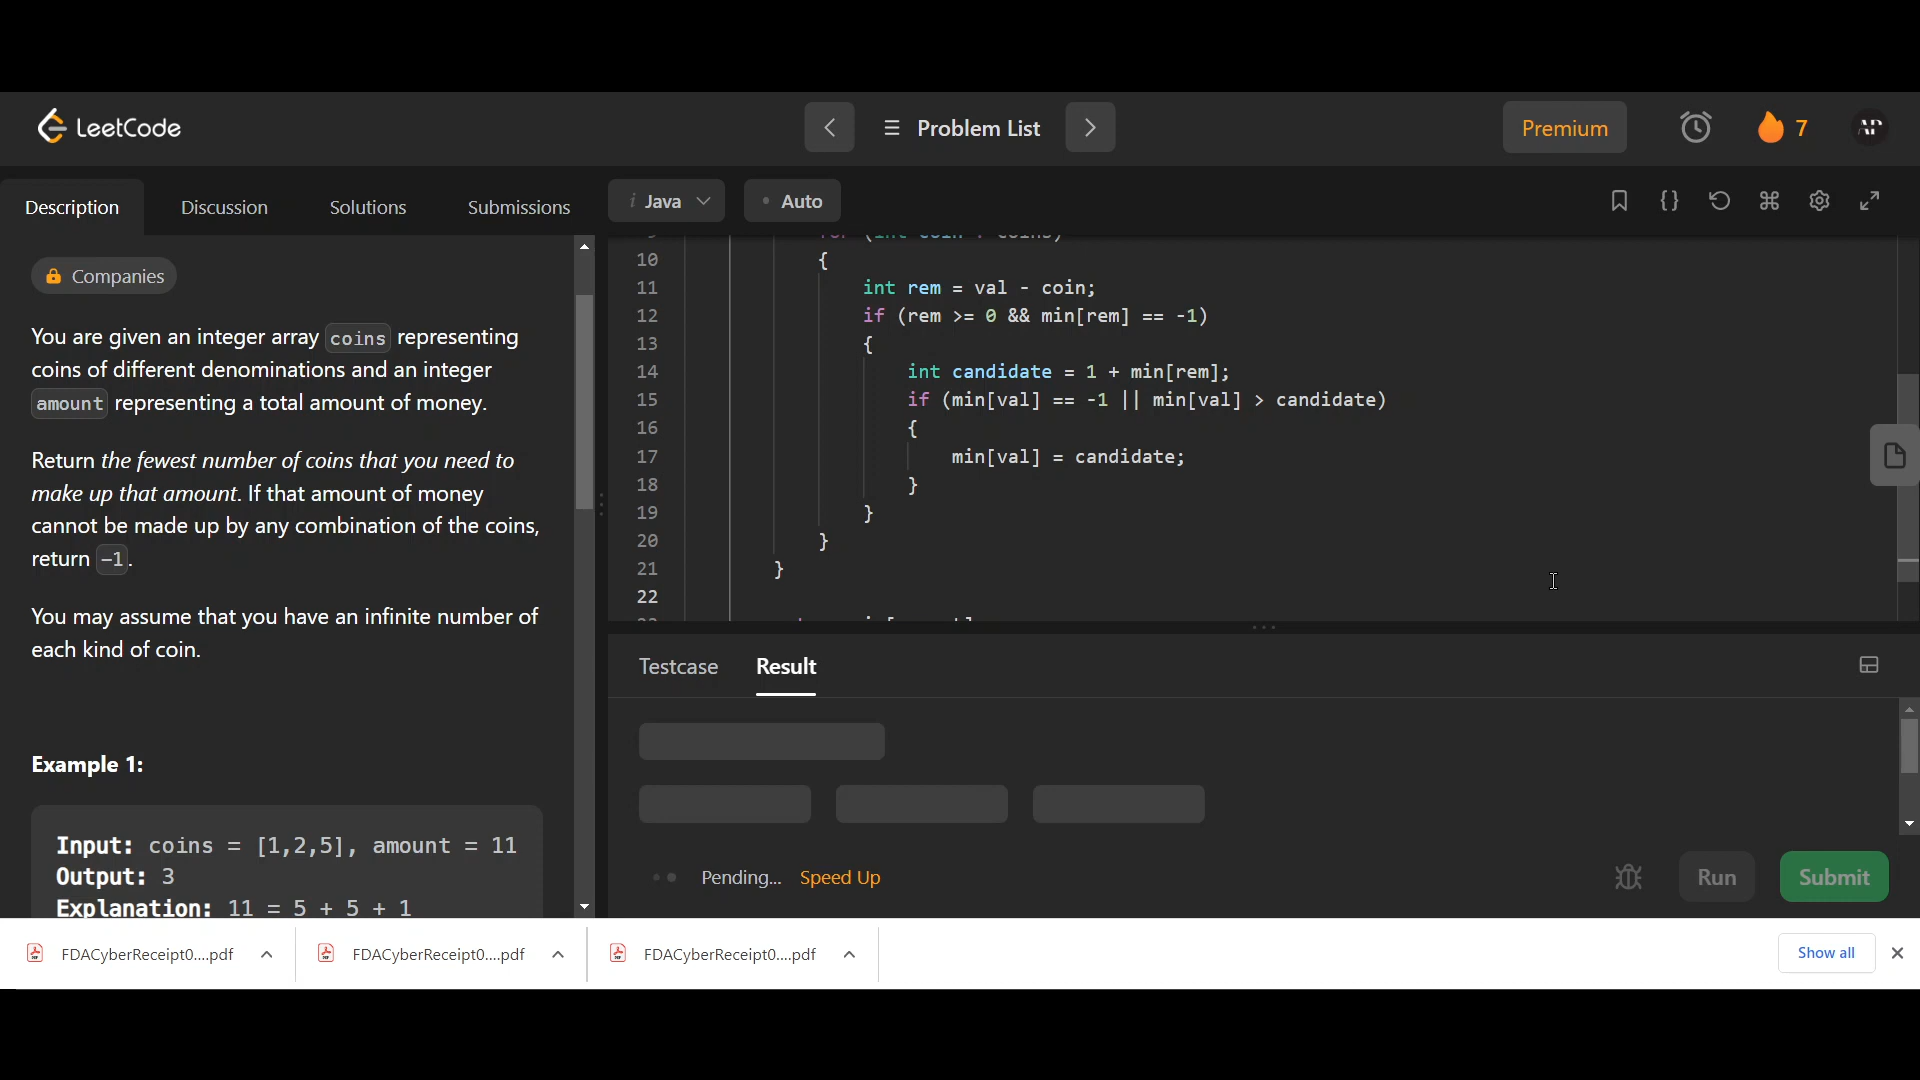 LeetCode
Problem List
Premium
7
AP
Description
Discussion
Solutions
Submissions
i Java
• Auto
Companies
You are given an integer array coins representing
coins of different denominations and an integer
amount representing a total amount of money.
Return the fewest number of coins that you need to
make up that amount. If that amount of money
cannot be made up by any combination of the coins,
return -1.
You may assume that you have an infinite number of
each kind of coin.
Example 1:
Input: coins = [1,2,5], amount = 11
Output: 3
Explanation: 11 = 5 + 5 + 1
9 for (int coin : coins)
10 {
11 int rem = val - coin;
12 if (rem >= 0 && min[rem] == -1)
13 {
14 int candidate = 1 + min[rem];
15 if (min[val] == -1 || min[val] > candidate)
16 {
17 min[val] = candidate;
18 }
19 }
20 }
21 }
22
Testcase
Result
Pending...
Speed Up
Run
Submit
FDACyberReceipt0....pdf
FDACyberReceipt0....pdf
FDACyberReceipt0....pdf
Show all